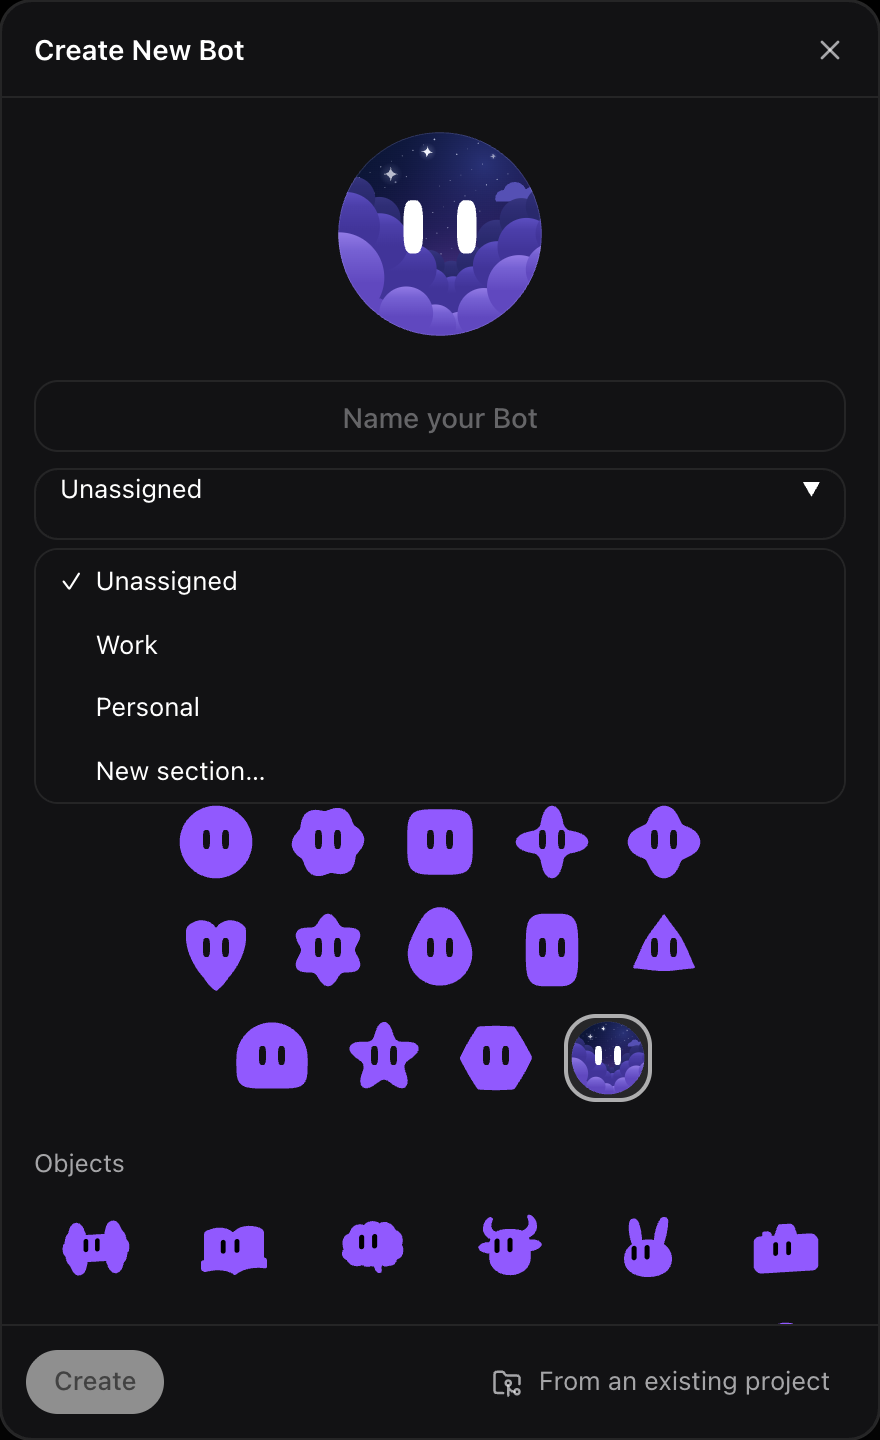 Create New Bot
Name your Bot
Unassigned
Unassigned
Work
Personal
New section...
Objects
Create
From an existing project